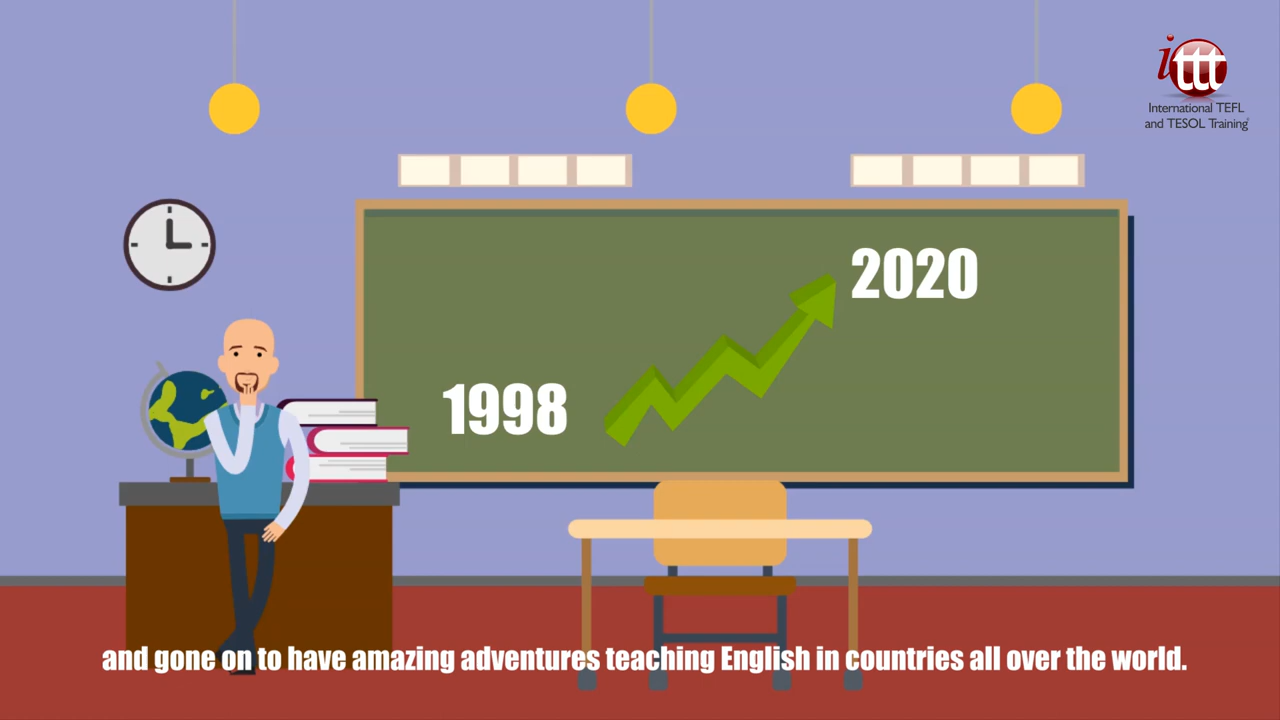 ittt
International TEFL
and TESOL Training
2020
1998
and gone on to have amazing adventures teaching English in countries all over the world.